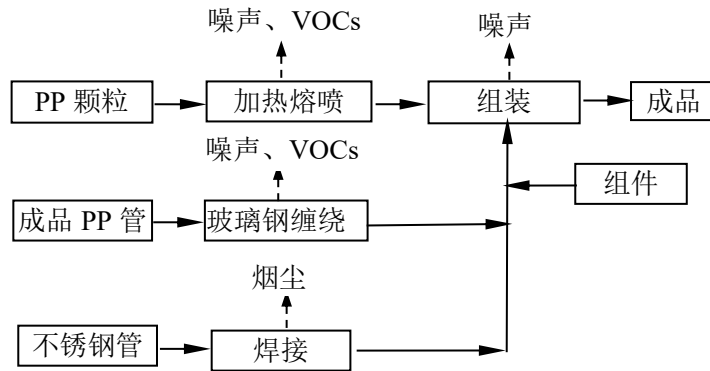 噪声、VOCs
噪声
PP 颗粒
加热熔喷
组装
成品
噪声、VOCs
组件
成品 PP 管
玻璃钢缠绕
烟尘
不锈钢管
焊接